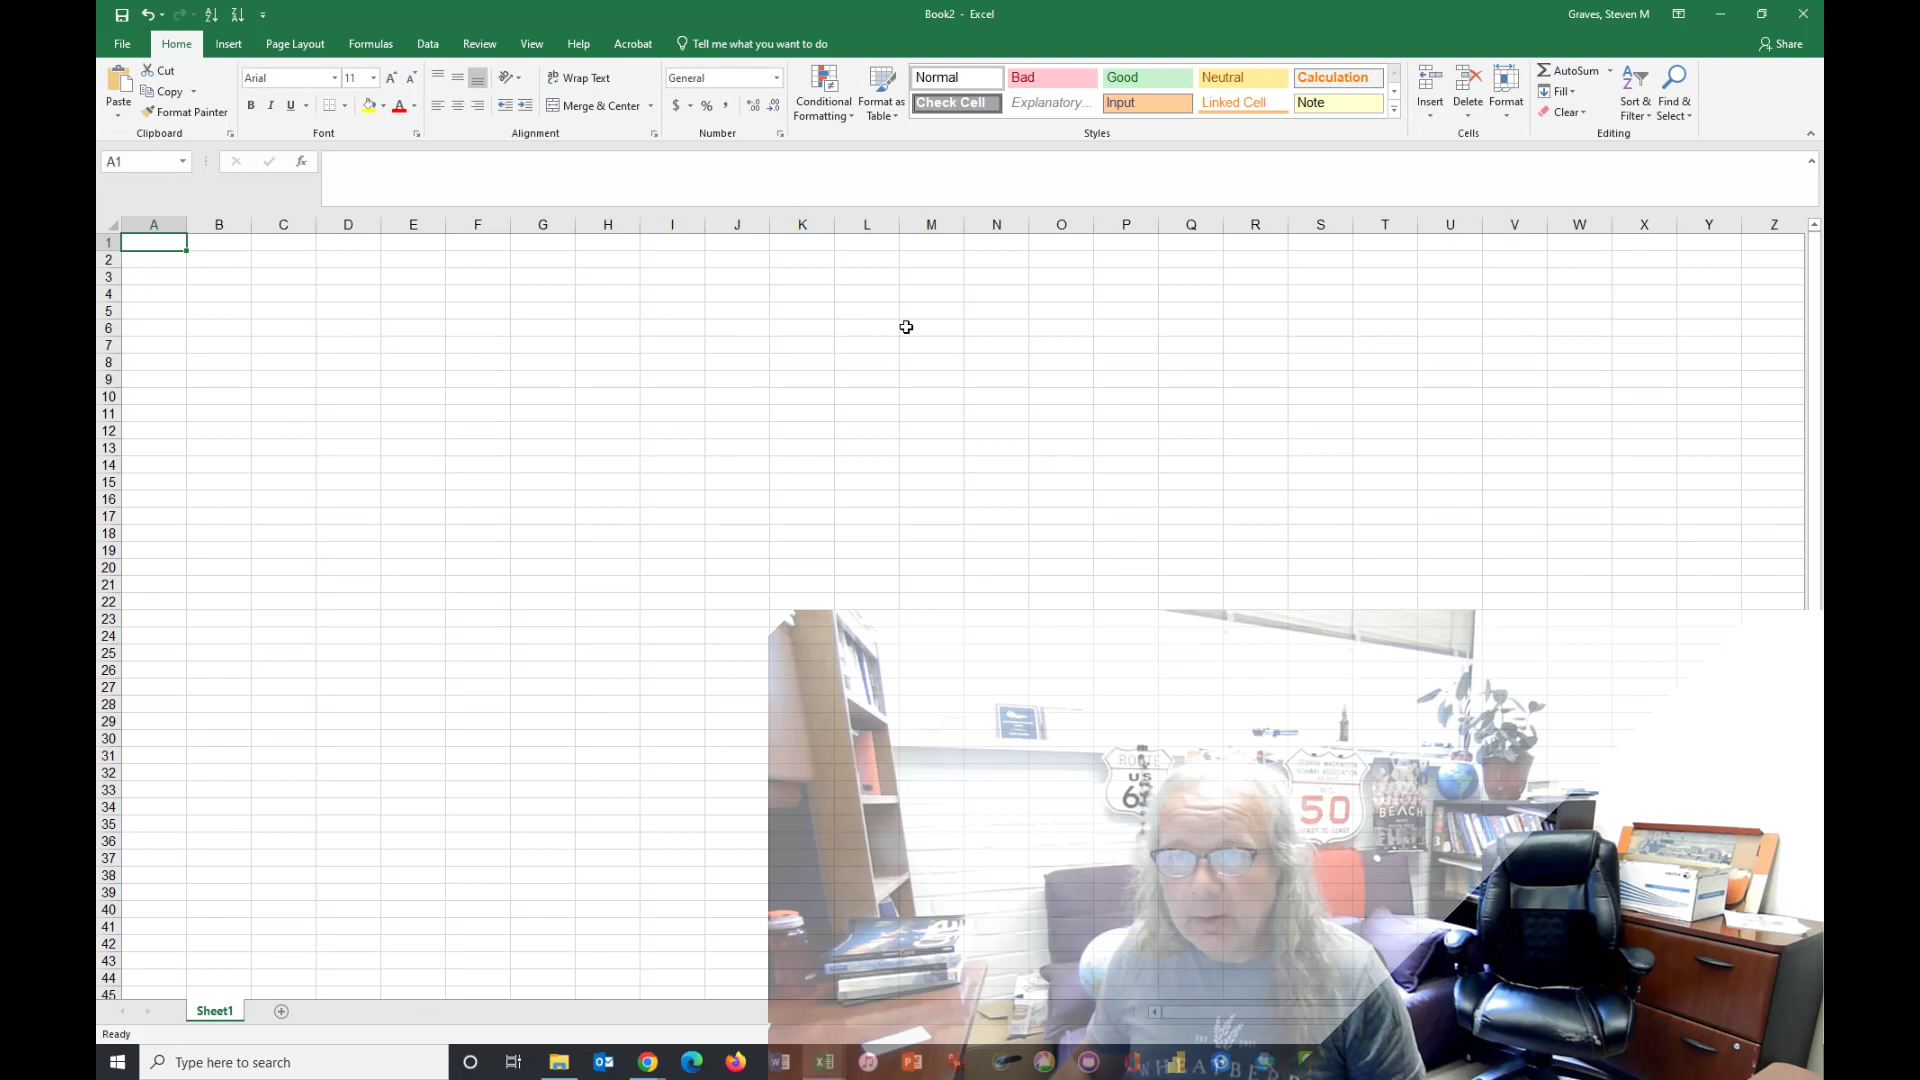 Book2 - Excel
Graves, Steven M
File Home Insert Page Layout Formulas Data Review View Help Acrobat Tell me what you want to do
Share
Paste
Cut
Copy
Format Painter
Clipboard
Arial 11
B I U
Font
Wrap Text
Merge & Center
Alignment
General
$ % ,
Number
Conditional Formatting
Format as Table
Normal Bad Good Neutral Calculation
Check Cell Explanatory... Input Linked Cell Note
Styles
Insert Delete Format
Cells
AutoSum
Fill
Clear
Sort & Filter
Find & Select
Editing
A1
fx
A B C D E F G H I J K L M N O P Q R S T U V W X Y Z
1
2
3
4
5
6
7
8
9
10
11
12
13
14
15
16
17
18
19
20
21
22
23
24
25
26
27
28
29
30
31
32
33
34
35
36
37
38
39
40
41
42
43
44
45
ROUTE
US
6
50
COAST TO COAST
BEACH
Sheet1
Ready
Type here to search